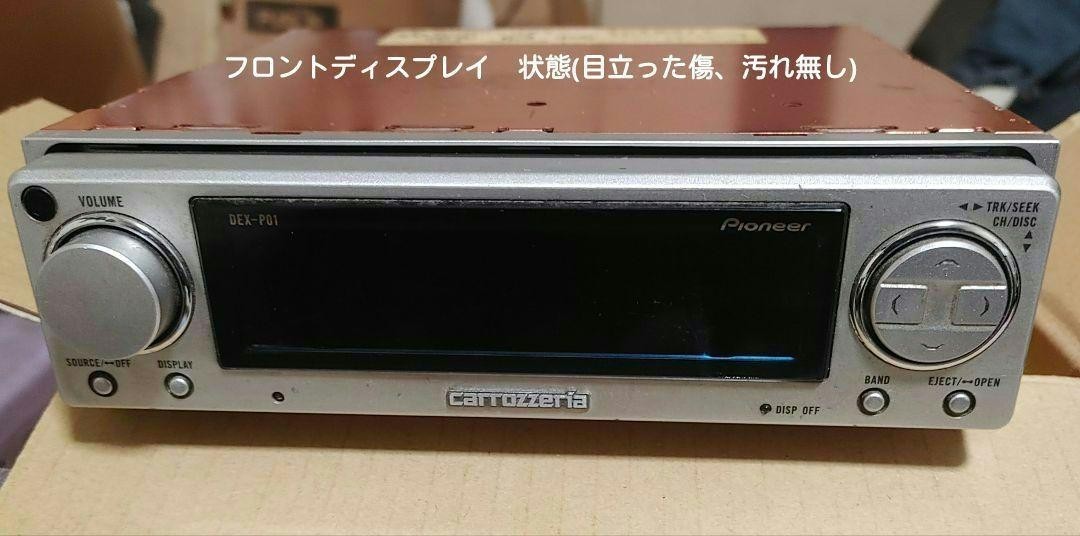 フロントディスプレイ　状態(目立った傷、汚れ無し)
VOLUME
DEX-P01
Pioneer
◄ ► TRK/SEEK
CH/DISC
▲
▼
SOURCE/⊷OFF
DISPLAY
carrozzeria
DISP OFF
BAND
EJECT/⊷OPEN